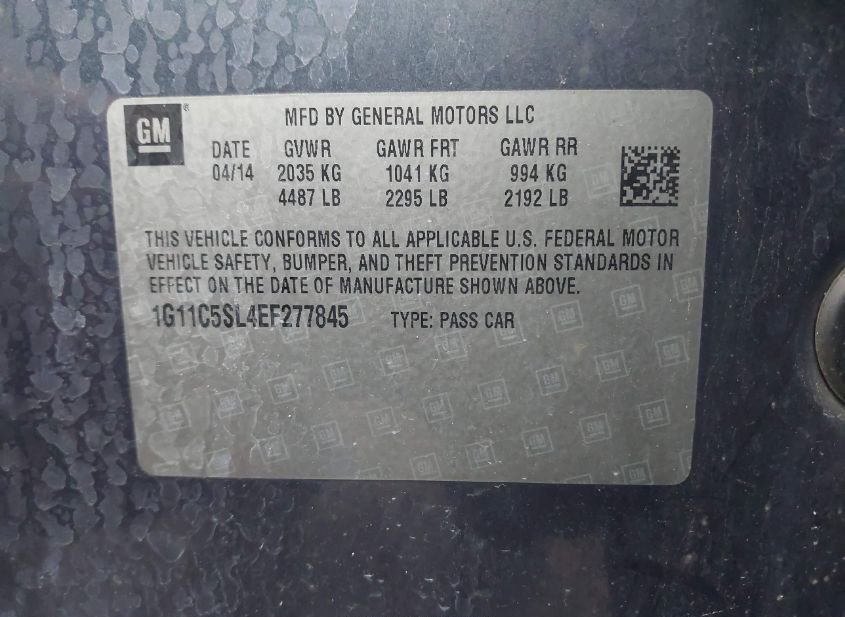 GM ®
MFD BY GENERAL MOTORS LLC
DATE GVWR GAWR FRT GAWR RR
04/14 2035 KG 1041 KG 994 KG
4487 LB 2295 LB 2192 LB
THIS VEHICLE CONFORMS TO ALL APPLICABLE U.S. FEDERAL MOTOR
VEHICLE SAFETY, BUMPER, AND THEFT PREVENTION STANDARDS IN
EFFECT ON THE DATE OF MANUFACTURE SHOWN ABOVE.
1G11C5SL4EF277845 TYPE: PASS CAR